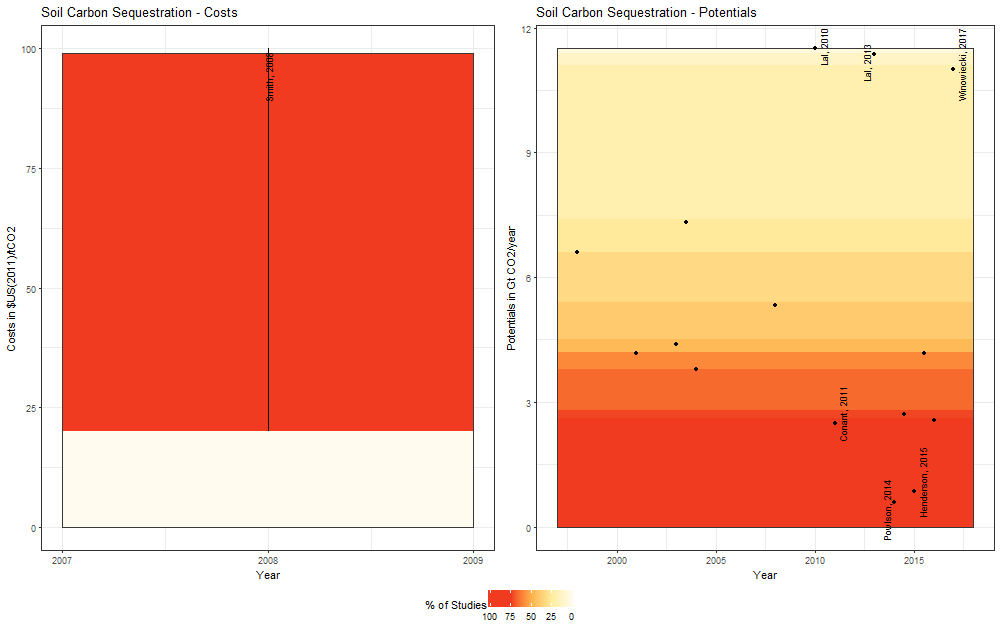 Soil Carbon Sequestration - Costs
Costs in $US(2011)/tCO2
100
75
50
25
0
Smith, 2008
2007
2008
2009
Year
Soil Carbon Sequestration - Potentials
Potentials in Gt CO2/year
12
9
6
3
0
Lal, 2010
Lal, 2013
Winowiecki, 2017
Conant, 2011
Poulson, 2014
Henderson, 2015
2000
2005
2010
2015
Year
% of Studies
100 75 50 25 0